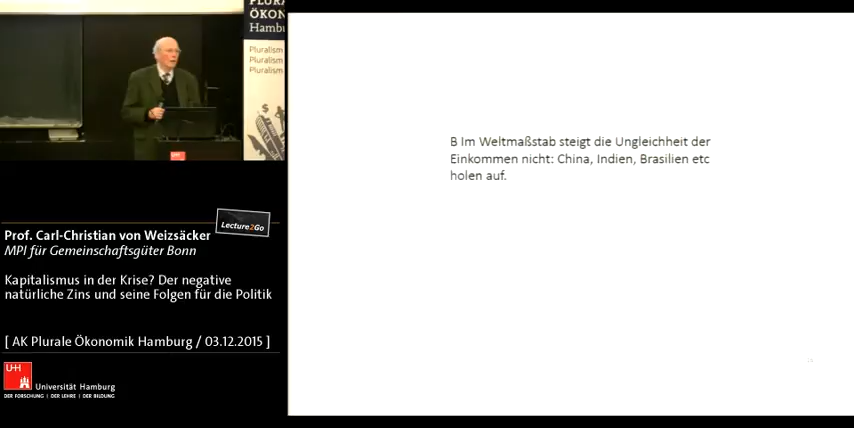 PLURA
ÖKON
Hambu
Pluralism
Pluralism
Pluralism
B Im Weltmaßstab steigt die Ungleichheit der
Einkommen nicht: China, Indien, Brasilien etc
holen auf.
Lecture2Go
Prof. Carl-Christian von Weizsäcker
MPI für Gemeinschaftsgüter Bonn
Kapitalismus in der Krise? Der negative
natürliche Zins und seine Folgen für die Politik
[ AK Plurale Ökonomik Hamburg / 03.12.2015 ]
UHH
Universität Hamburg
DER FORSCHUNG | DER LEHRE | DER BILDUNG